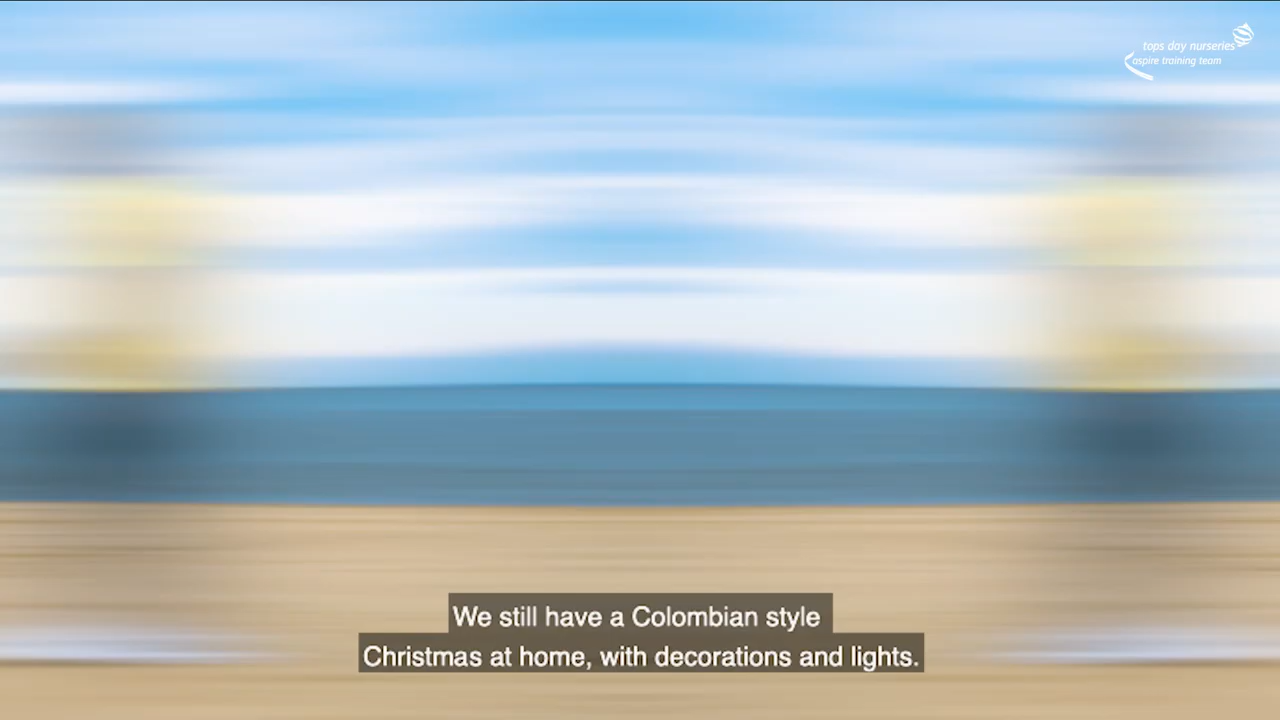 tops day nurseries
aspire training team
We still have a Colombian style
Christmas at home, with decorations and lights.